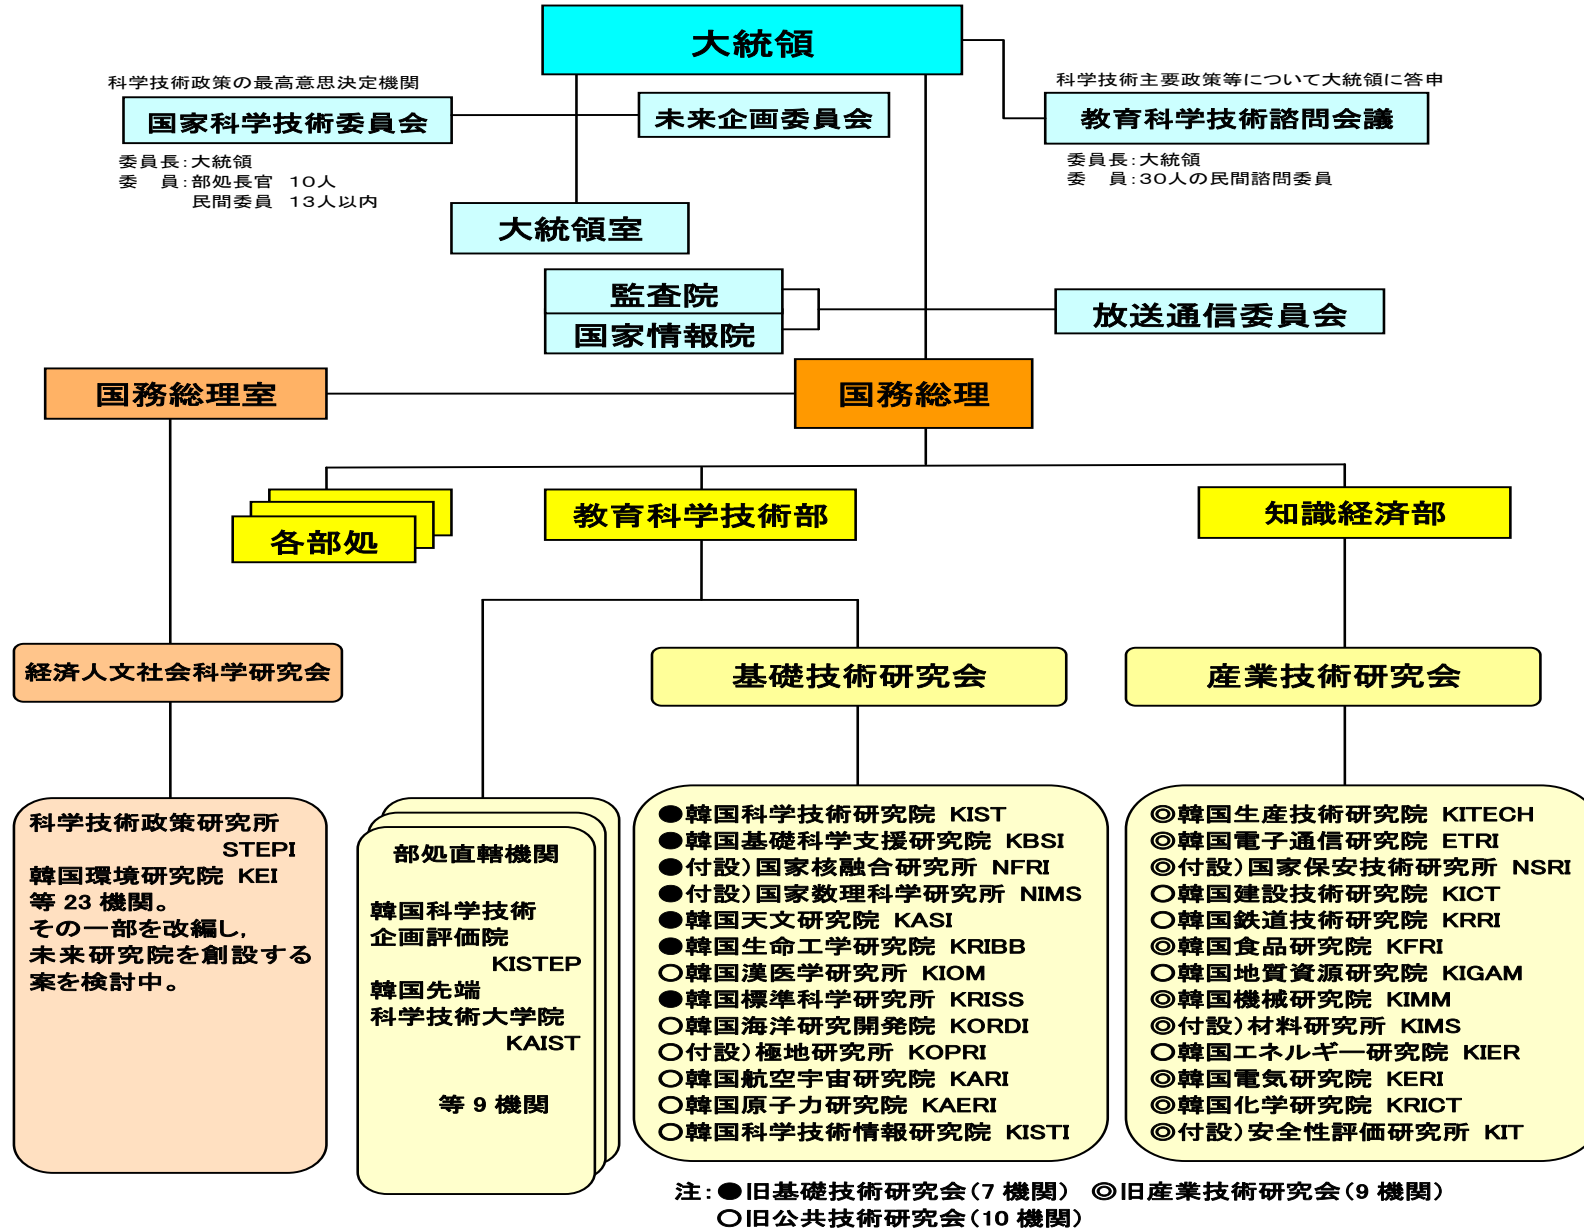 大統領
科学技術政策の最高意思決定機関
国家科学技術委員会
委員長:大統領
委　員:部処長官 10人
民間委員 13人以内
未来企画委員会
科学技術主要政策等について大統領に答申
教育科学技術諮問会議
委員長:大統領
委　員:30人の民間諮問委員
大統領室
監査院
国家情報院
放送通信委員会
国務総理室
国務総理
各部処
教育科学技術部
知識経済部
経済人文社会科学研究会
基礎技術研究会
産業技術研究会
科学技術政策研究所
STEPI
韓国環境研究院 KEI
等 23 機関。
その一部を改編し,
未来研究院を創設する
案を検討中。
部処直轄機関
韓国科学技術
企画評価院
KISTEP
韓国先端
科学技術大学院
KAIST
等 9 機関
●韓国科学技術研究院 KIST
●韓国基礎科学支援研究院 KBSI
●付設)国家核融合研究所 NFRI
●付設)国家数理科学研究所 NIMS
●韓国天文研究院 KASI
●韓国生命工学研究院 KRIBB
○韓国漢医学研究所 KIOM
●韓国標準科学研究所 KRISS
○韓国海洋研究開発院 KORDI
○付設)極地研究所 KOPRI
○韓国航空宇宙研究院 KARI
○韓国原子力研究院 KAERI
○韓国科学技術情報研究院 KISTI
◎韓国生産技術研究院 KITECH
◎韓国電子通信研究院 ETRI
◎付設)国家保安技術研究所 NSRI
○韓国建設技術研究院 KICT
○韓国鉄道技術研究院 KRRI
◎韓国食品研究院 KFRI
○韓国地質資源研究院 KIGAM
◎韓国機械研究院 KIMM
◎付設)材料研究所 KIMS
○韓国エネルギー研究院 KIER
◎韓国電気研究院 KERI
◎韓国化学研究院 KRICT
◎付設)安全性評価研究所 KIT
注:●旧基礎技術研究会(7 機関) ◎旧産業技術研究会(9 機関)
○旧公共技術研究会(10 機関)